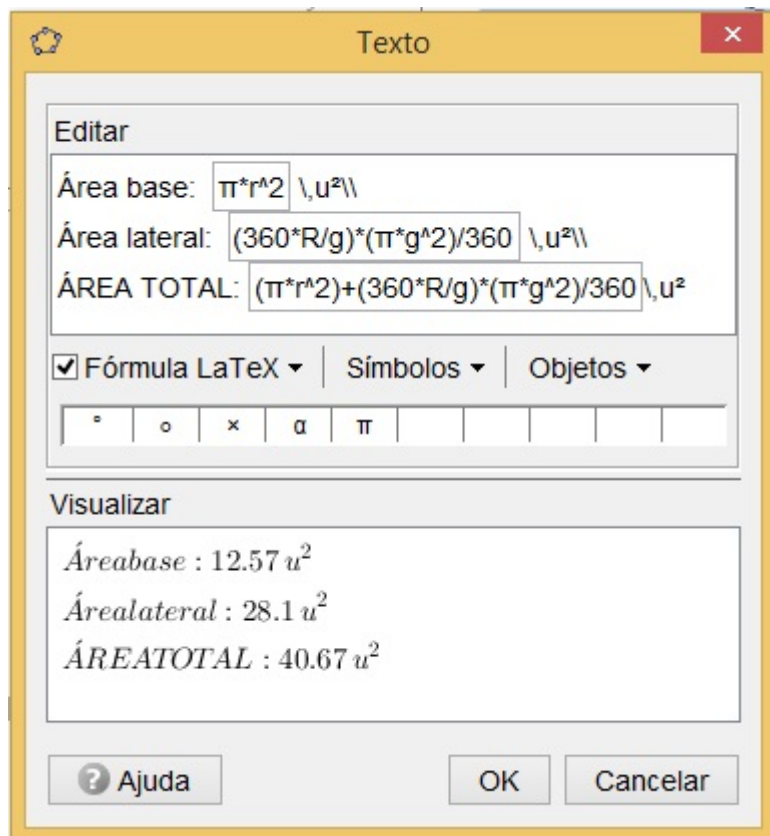 Texto
×
Editar
Área base: π*r^2 \,u²\\
Área lateral: (360*R/g)*(π*g^2)/360 \,u²\\
ÁREA TOTAL: (π*r^2)+(360*R/g)*(π*g^2)/360 \,u²
Fórmula LaTeX Símbolos Objetos
° ∘ × α π
Visualizar
Áreabase : 12.57 u²
Árealateral : 28.1 u²
ÁREATOTAL : 40.67 u²
? Ajuda OK Cancelar